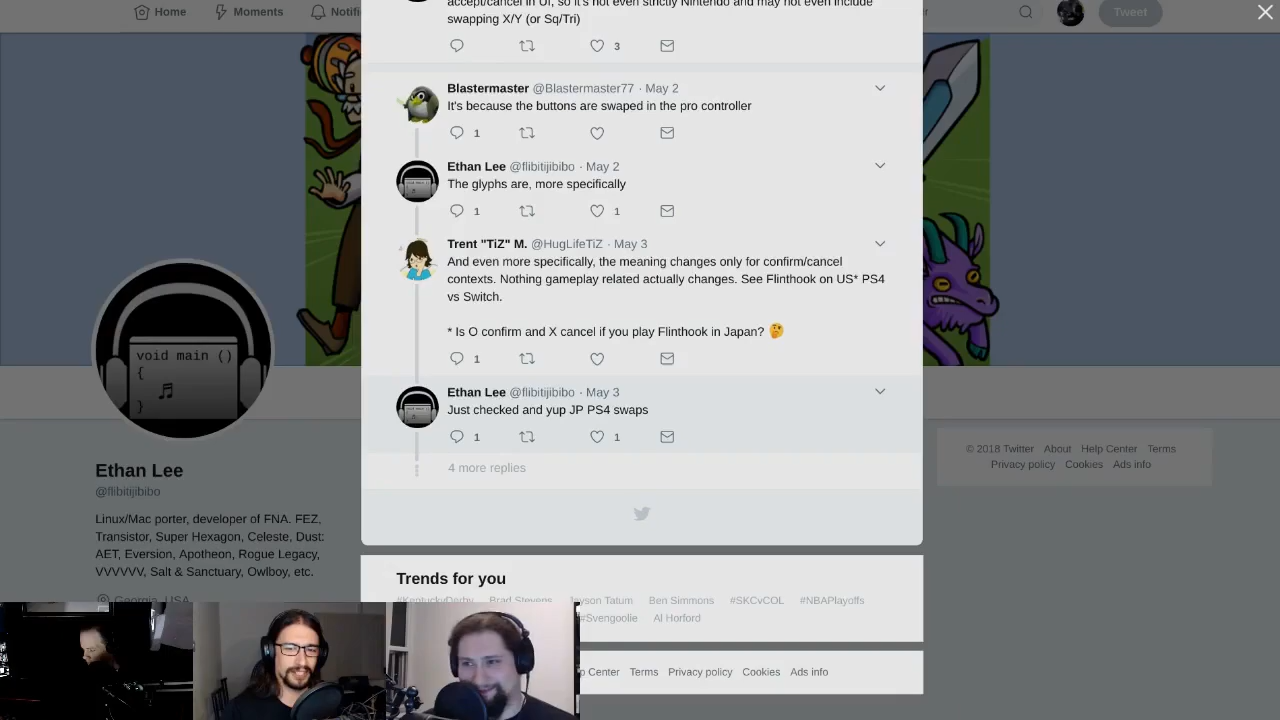 Home
Moments
Notifi
Tweet
accept/cancel in UI, so it's not even strictly Nintendo and may not even include
swapping X/Y (or Sq/Tri)
3
Blastermaster @Blastermaster77 · May 2
It's because the buttons are swaped in the pro controller
1
Ethan Lee @flibitijibibo · May 2
The glyphs are, more specifically
1 1
Trent "TiZ" M. @HugLifeTiZ · May 3
And even more specifically, the meaning changes only for confirm/cancel
contexts. Nothing gameplay related actually changes. See Flinthook on US* PS4
vs Switch.
* Is O confirm and X cancel if you play Flinthook in Japan? 🤔
1
Ethan Lee @flibitijibibo · May 3
Just checked and yup JP PS4 swaps
1 1
4 more replies
void main ()
{
}
Ethan Lee
@flibitijibibo
Linux/Mac porter, developer of FNA. FEZ,
Transistor, Super Hexagon, Celeste, Dust:
AET, Eversion, Apotheon, Rogue Legacy,
VVVVVV, Salt & Sanctuary, Owlboy, etc.
Georgia, USA
© 2018 Twitter About Help Center Terms
Privacy policy Cookies Ads info
Trends for you
#KentuckyDerby Brad Stevens Jayson Tatum Ben Simmons #SKCvCOL #NBAPlayoffs
#Svengoolie Al Horford
p Center Terms Privacy policy Cookies Ads info